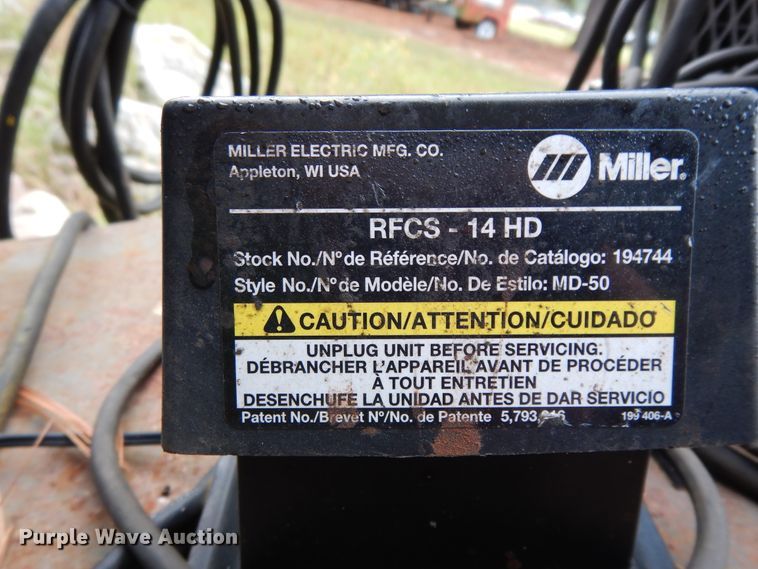 MILLER ELECTRIC MFG. CO.
Appleton, WI USA
Miller®
RFCS - 14 HD
Stock No./N° de Référence/No. de Catálogo: 194744
Style No./N° de Modèle/No. De Estilo: MD-50
CAUTION/ATTENTION/CUIDADO
UNPLUG UNIT BEFORE SERVICING.
DÉBRANCHER L'APPAREIL AVANT DE PROCÉDER
À TOUT ENTRETIEN
DESENCHUFE LA UNIDAD ANTES DE DAR SERVICIO
Patent No./Brevet N°/No. de Patente 199 406-A
Purple Wave Auction